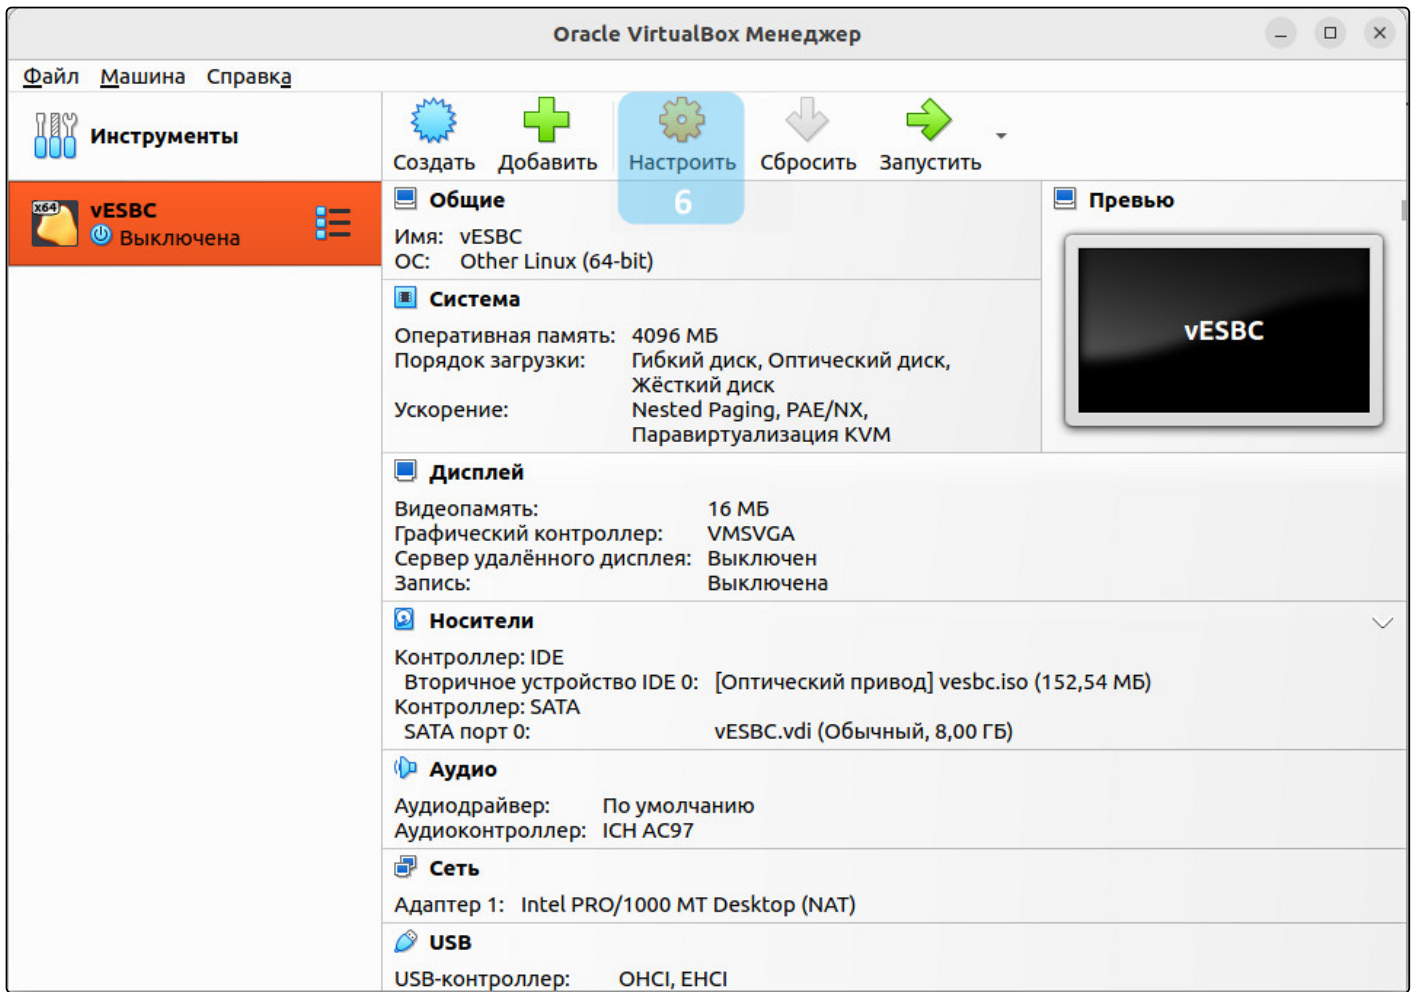 Oracle VirtualBox Менеджер
Файл Машина Справка
Инструменты
Создать Добавить Настроить Сбросить Запустить
6
x64
vESBC
Выключена
Общие
Имя: vESBC
ОС: Other Linux (64-bit)
Превью
vESBC
Система
Оперативная память: 4096 МБ
Порядок загрузки: Гибкий диск, Оптический диск,
Жёсткий диск
Ускорение: Nested Paging, PAE/NX,
Паравиртуализация KVM
Дисплей
Видеопамять: 16 МБ
Графический контроллер: VMSVGA
Сервер удалённого дисплея: Выключен
Запись: Выключена
Носители
Контроллер: IDE
Вторичное устройство IDE 0: [Оптический привод] vesbc.iso (152,54 МБ)
Контроллер: SATA
SATA порт 0: vESBC.vdi (Обычный, 8,00 ГБ)
Аудио
Аудиодрайвер: По умолчанию
Аудиоконтроллер: ICH AC97
Сеть
Адаптер 1: Intel PRO/1000 MT Desktop (NAT)
USB
USB-контроллер: OHCI, EHCI